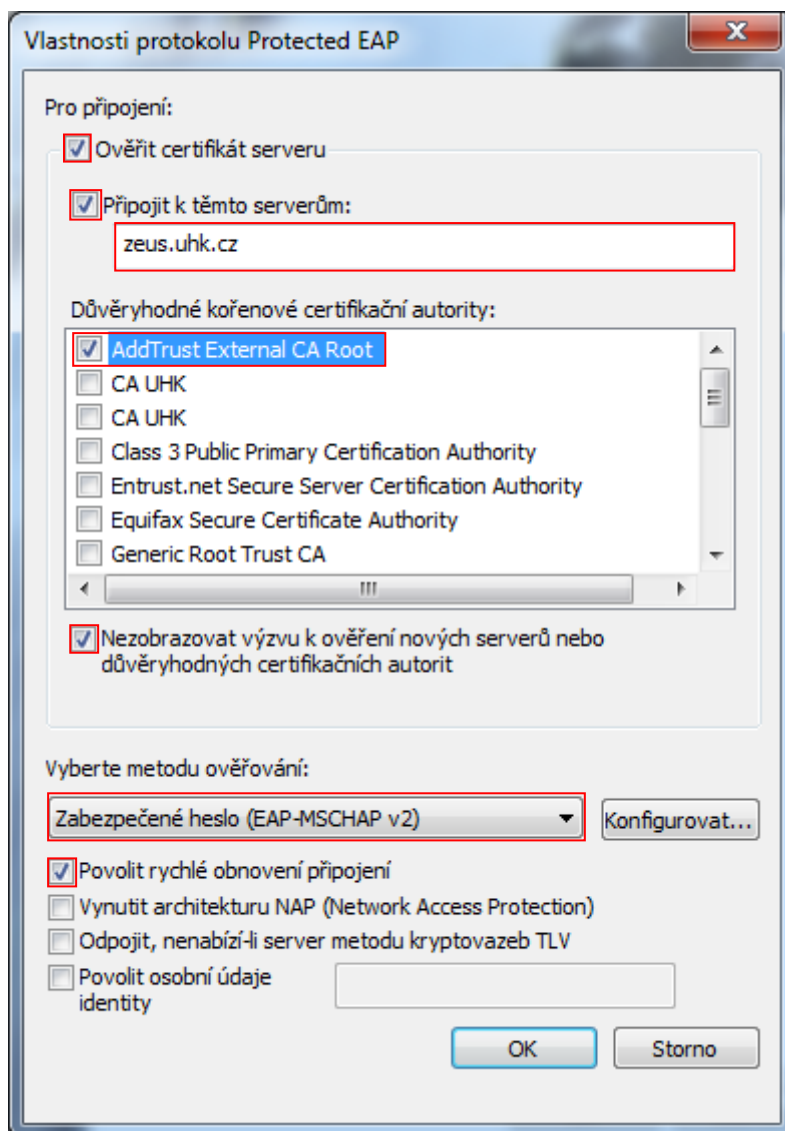 Vlastnosti protokolu Protected EAP
Pro připojení:
Ověřit certifikát serveru
Připojit k těmto serverům:
zeus.uhk.cz
Důvěryhodné kořenové certifikační autority:
AddTrust External CA Root
CA UHK
CA UHK
Class 3 Public Primary Certification Authority
Entrust.net Secure Server Certification Authority
Equifax Secure Certificate Authority
Generic Root Trust CA
Nezobrazovat výzvu k ověření nových serverů nebo
důvěryhodných certifikačních autorit
Vyberte metodu ověřování:
Zabezpečené heslo (EAP-MSCHAP v2)
Konfigurovat...
Povolit rychlé obnovení připojení
Vynutit architekturu NAP (Network Access Protection)
Odpojit, nenabízí-li server metodu kryptovazeb TLV
Povolit osobní údaje
identity
OK
Storno